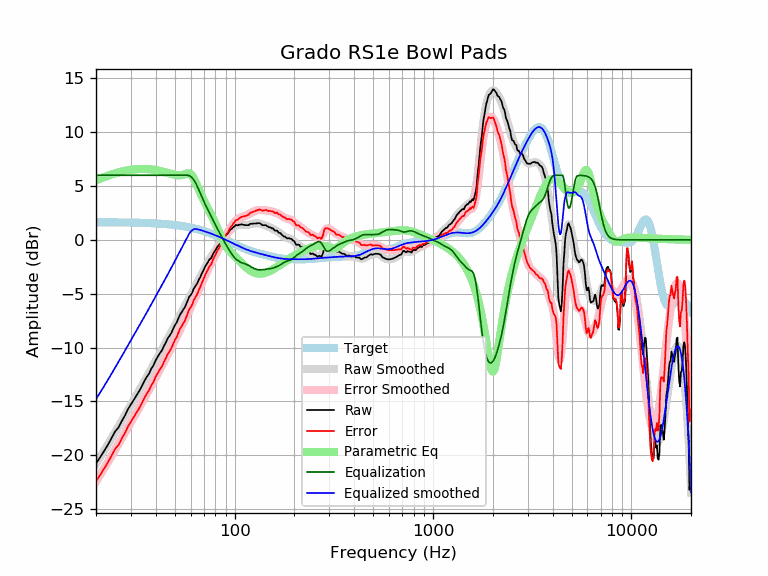 Grado RS1e Bowl Pads
15
10
5
0
−5
−10
−15
−20
−25
Amplitude (dBr)
Target
Raw Smoothed
Error Smoothed
Raw
Error
Parametric Eq
Equalization
Equalized smoothed
100 1000 10000
Frequency (Hz)